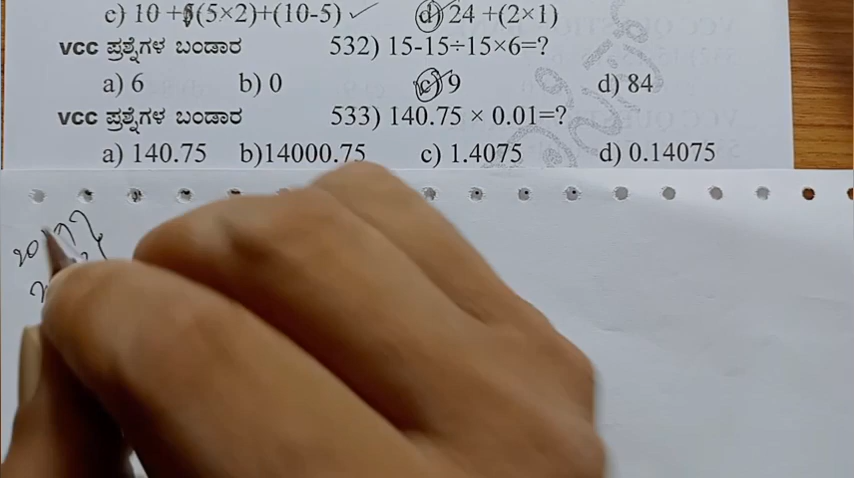 c) 10 + (5×2)+(10-5) d) 24 +(2×1)
vcc ಪ್ರಶ್ನೆಗಳ ಬಂಡಾರ 532) 15-15÷15×6=?
a) 6 b) 0 c) 9 d) 84
vcc ಪ್ರಶ್ನೆಗಳ ಬಂಡಾರ 533) 140.75 × 0.01=?
a) 140.75 b)14000.75 c) 1.4075 d) 0.14075